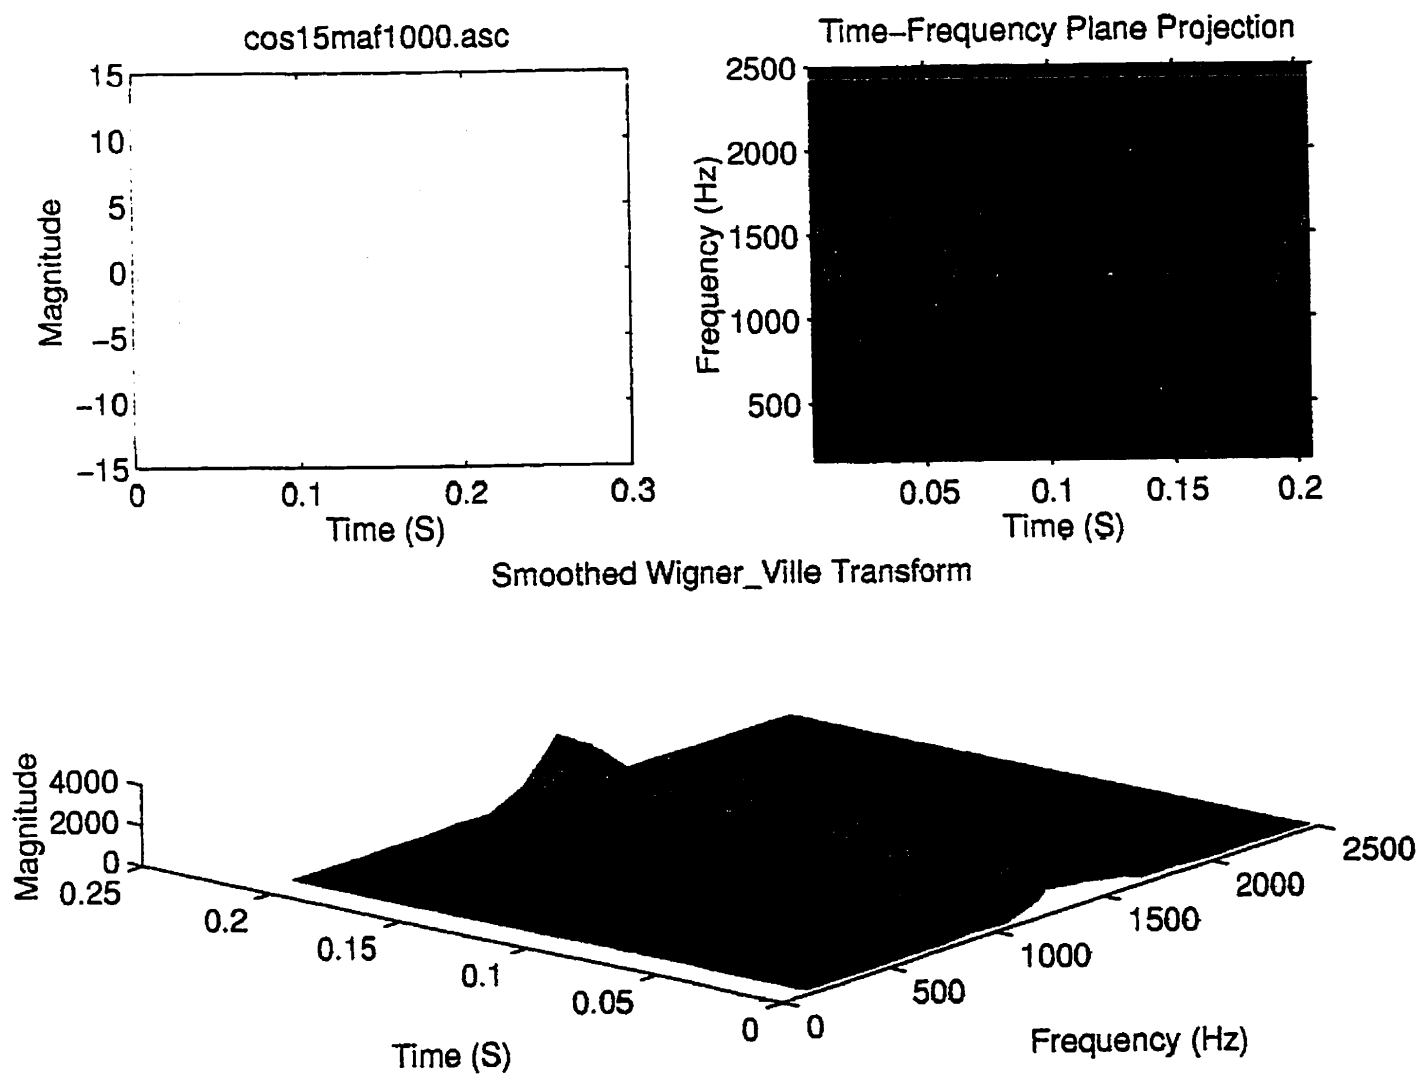 cos15maf1000.asc
15
10
5
0
−5
−10
−15
Magnitude
0 0.1 0.2 0.3
Time (S)
Time−Frequency Plane Projection
2500
2000
1500
1000
500
Frequency (Hz)
0.05 0.1 0.15 0.2
Time (S)
Smoothed Wigner_Ville Transform
4000
2000
0
Magnitude
0.25
0.2
0.15
0.1
0.05
0
Time (S)
0
500
1000
1500
2000
2500
Frequency (Hz)